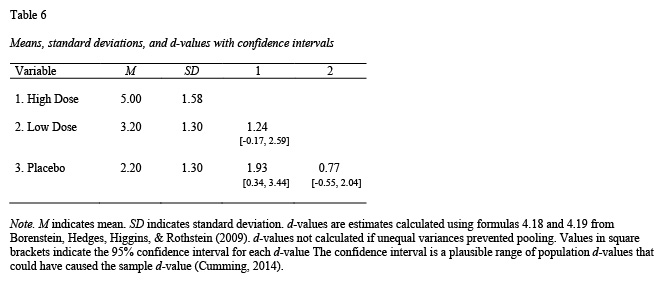 Table 6
Means, standard deviations, and d-values with confidence intervals
Variable M SD 1 2
1. High Dose 5.00 1.58
2. Low Dose 3.20 1.30 1.24
[-0.17, 2.59]
3. Placebo 2.20 1.30 1.93 0.77
[0.34, 3.44] [-0.55, 2.04]
Note. M indicates mean. SD indicates standard deviation. d-values are estimates calculated using formulas 4.18 and 4.19 from
Borenstein, Hedges, Higgins, & Rothstein (2009). d-values not calculated if unequal variances prevented pooling. Values in square
brackets indicate the 95% confidence interval for each d-value The confidence interval is a plausible range of population d-values that
could have caused the sample d-value (Cumming, 2014).